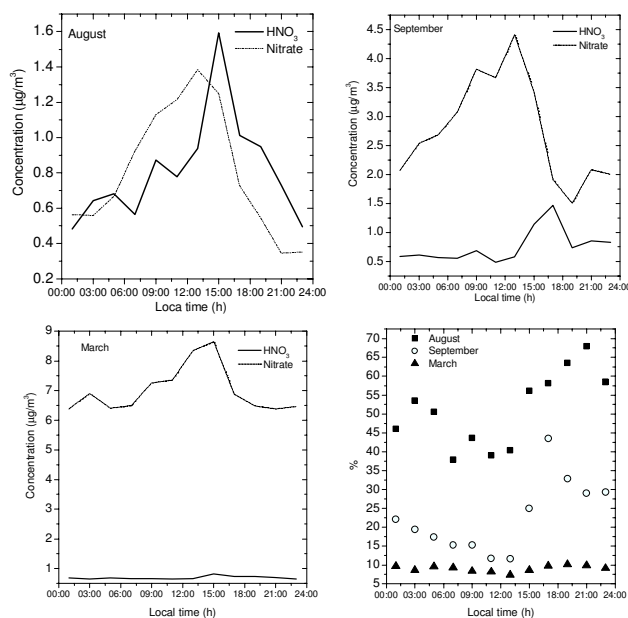 August
HNO3
Nitrate
Concentration (µg/m3)
1.6
1.4
1.2
1.0
0.8
0.6
0.4
0.2
00:00 03:00 06:00 09:00 12:00 15:00 18:00 21:00 24:00
Loca time (h)
September
HNO3
Nitrate
Concentration (µg/m3)
4.5
4.0
3.5
3.0
2.5
2.0
1.5
1.0
0.5
00:00 03:00 06:00 09:00 12:00 15:00 18:00 21:00 24:00
Local time (h)
March
HNO3
Nitrate
Concentration (µg/m3)
9
8
7
6
5
4
3
2
1
00:00 03:00 06:00 09:00 12:00 15:00 18:00 21:00 24:00
Local time (h)
August
September
March
%
70
65
60
55
50
45
40
35
30
25
20
15
10
5
00:00 03:00 06:00 09:00 12:00 15:00 18:00 21:00 24:00
Local time (h)